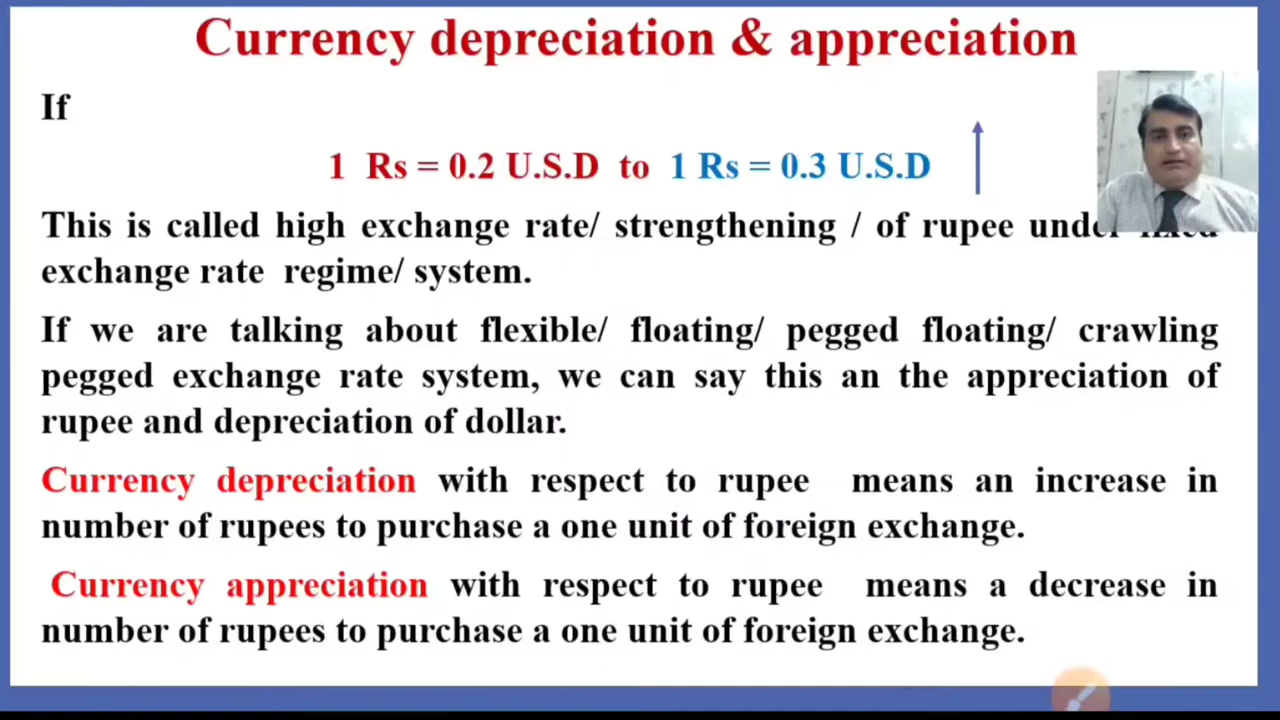 Currency depreciation & appreciation
If
1 Rs = 0.2 U.S.D to 1 Rs = 0.3 U.S.D
This is called high exchange rate/ strengthening / of rupee under
exchange rate regime/ system.
If we are talking about flexible/ floating/ pegged floating/ crawling
pegged exchange rate system, we can say this an the appreciation of
rupee and depreciation of dollar.
Currency depreciation with respect to rupee means an increase in
number of rupees to purchase a one unit of foreign exchange.
Currency appreciation with respect to rupee means a decrease in
number of rupees to purchase a one unit of foreign exchange.